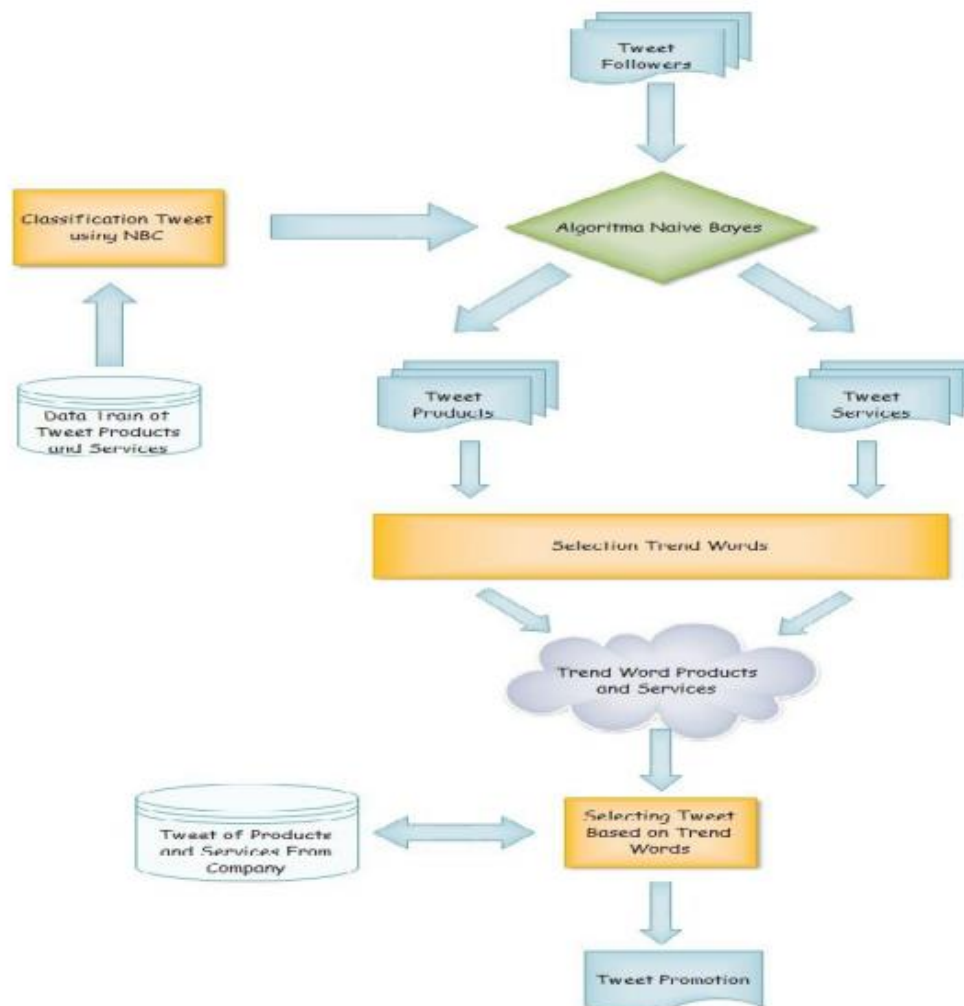 Tweet
Followers
Classification Tweet
using NBC
Algoritma Naive Bayes
Data Train of
Tweet Products
and Services
Tweet
Products
Tweet
Services
Selection Trend Words
Trend Word Products
and Services
Tweet of Products
and Services From
Company
Selecting Tweet
Based on Trend
Words
Tweet Promotion